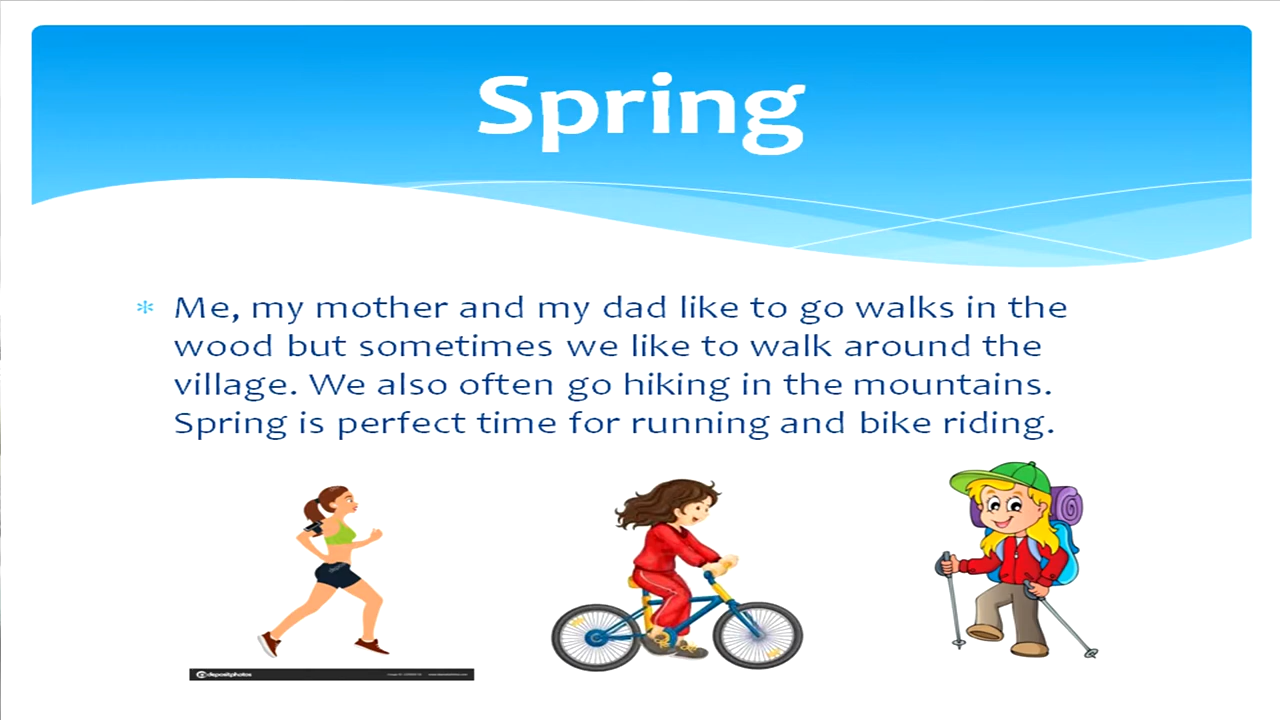 Spring
* Me, my mother and my dad like to go walks in the
wood but sometimes we like to walk around the
village. We also often go hiking in the mountains.
Spring is perfect time for running and bike riding.
depositphotos